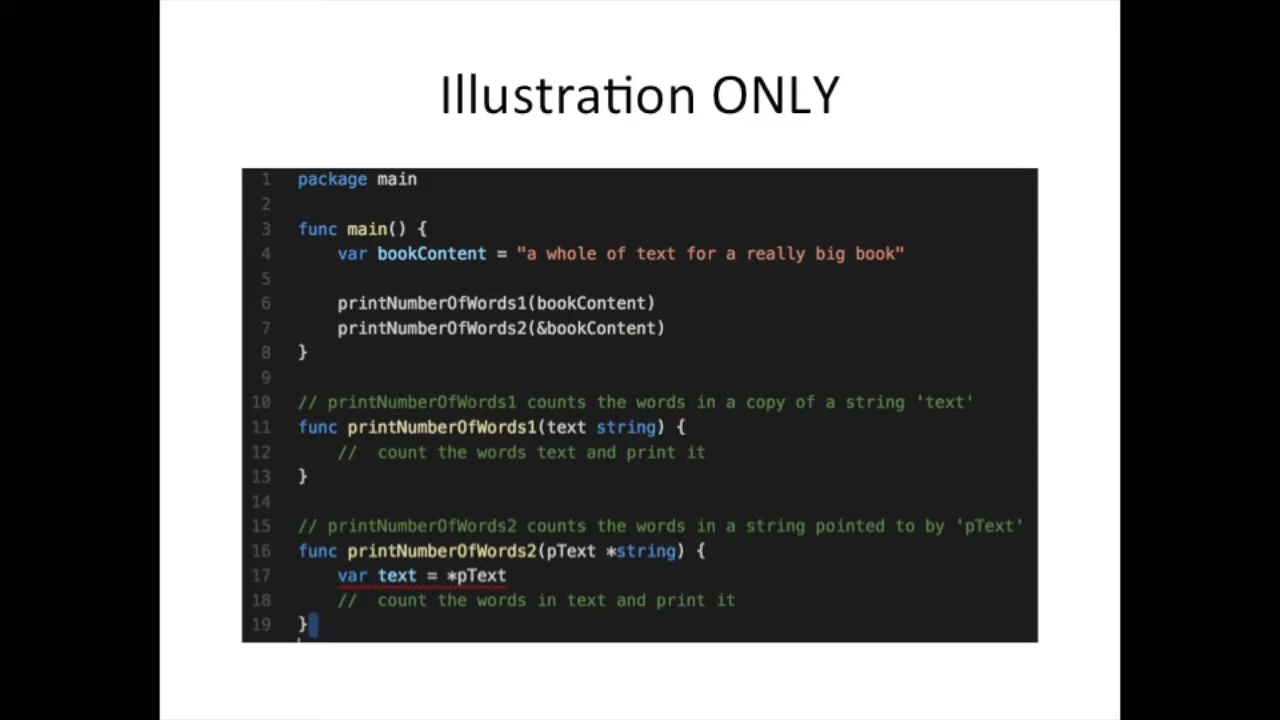 Illustration ONLY
1 package main
2
3 func main() {
4 var bookContent = "a whole of text for a really big book"
5
6 printNumberOfWords1(bookContent)
7 printNumberOfWords2(&bookContent)
8 }
9
10 // printNumberOfWords1 counts the words in a copy of a string 'text'
11 func printNumberOfWords1(text string) {
12 //  count the words text and print it
13 }
14
15 // printNumberOfWords2 counts the words in a string pointed to by 'pText'
16 func printNumberOfWords2(pText *string) {
17 var text = *pText
18 //  count the words in text and print it
19 }